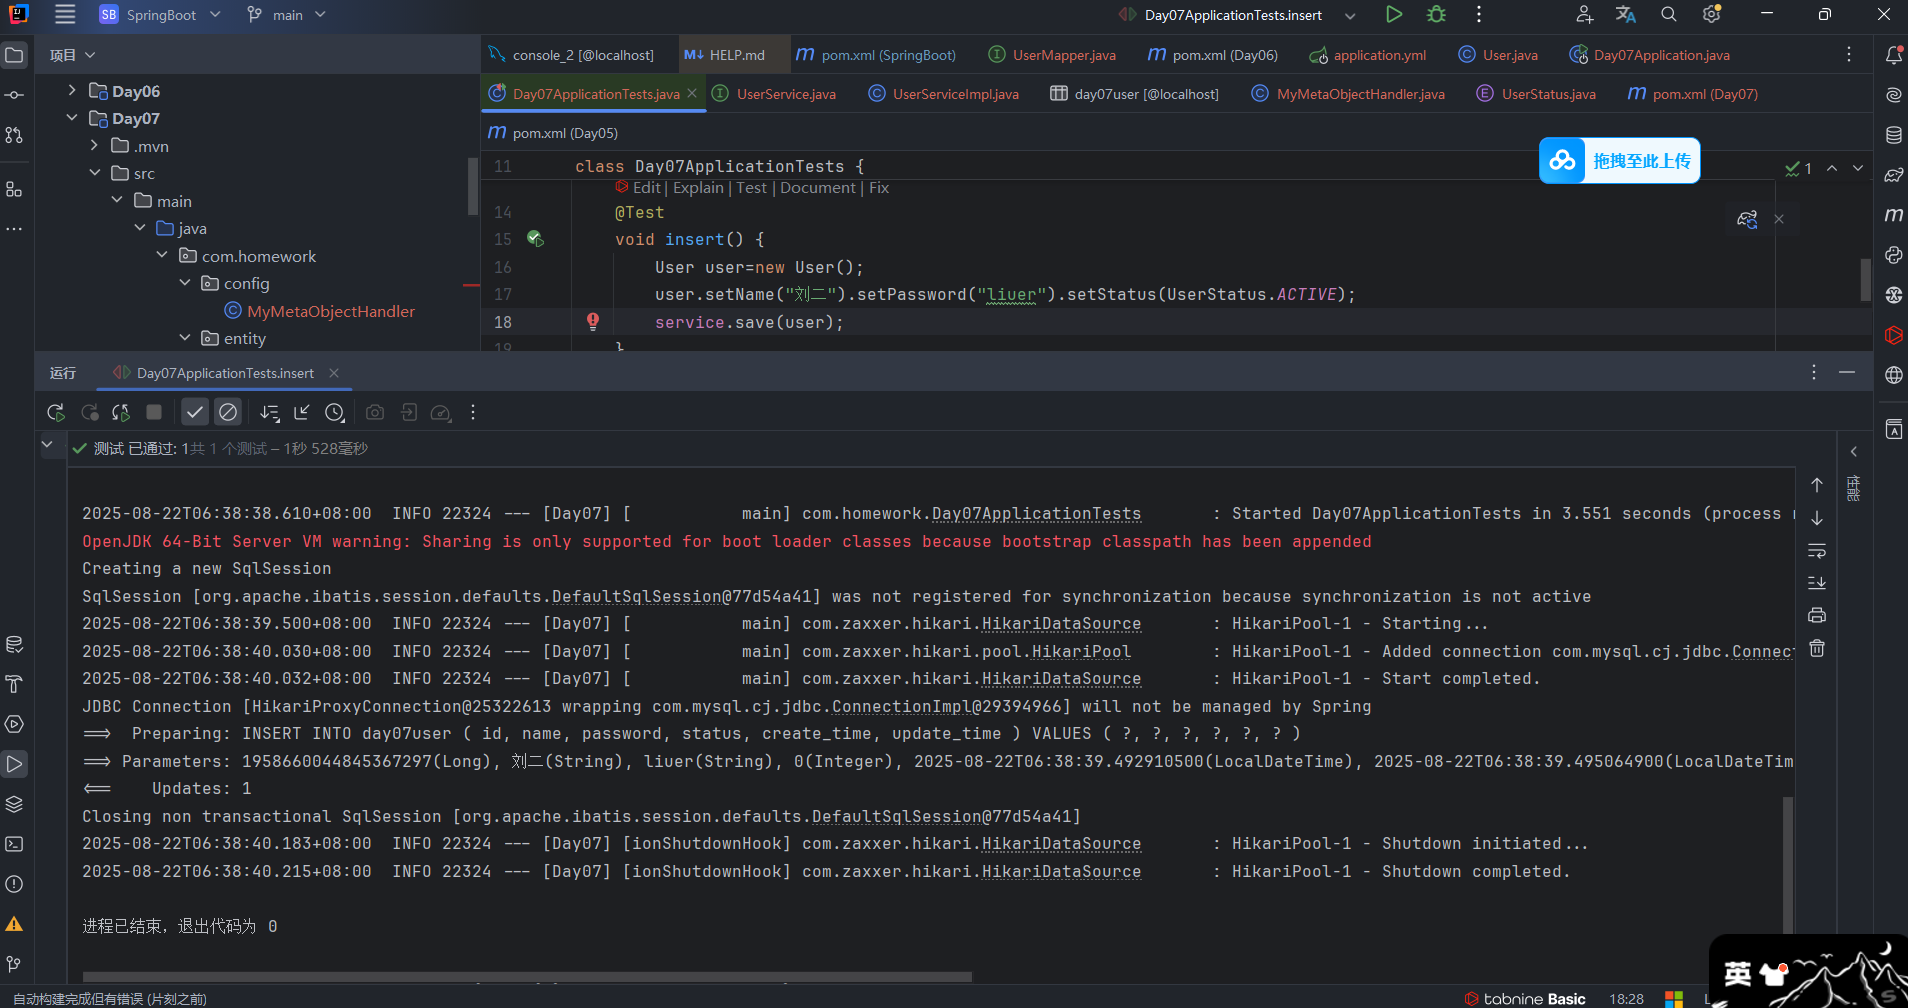 SB SpringBoot main Day07ApplicationTests.insert
项目 console_2 [@localhost] M↓ HELP.md m pom.xml (SpringBoot) UserMapper.java m pom.xml (Day06) application.yml User.java Day07Application.java
Day06 Day07ApplicationTests.java UserService.java UserServiceImpl.java day07user [@localhost] MyMetaObjectHandler.java UserStatus.java m pom.xml (Day07)
Day07 m pom.xml (Day05)
.mvn
src
main
java
com.homework
config
MyMetaObjectHandler
entity
11 class Day07ApplicationTests {
拖拽至此上传
1
Edit | Explain | Test | Document | Fix
14 @Test
15 void insert() {
16 User user=new User();
17 user.setName("刘二").setPassword("liuer").setStatus(UserStatus.ACTIVE);
18 service.save(user);
19 }
运行 Day07ApplicationTests.insert
测试 已通过: 1共 1 个测试 – 1秒 528毫秒
性能
2025-08-22T06:38:38.610+08:00  INFO 22324 --- [Day07] [           main] com.homework.Day07ApplicationTests       : Started Day07ApplicationTests in 3.551 seconds (process
OpenJDK 64-Bit Server VM warning: Sharing is only supported for boot loader classes because bootstrap classpath has been appended
Creating a new SqlSession
SqlSession [org.apache.ibatis.session.defaults.DefaultSqlSession@77d54a41] was not registered for synchronization because synchronization is not active
2025-08-22T06:38:39.500+08:00  INFO 22324 --- [Day07] [           main] com.zaxxer.hikari.HikariDataSource       : HikariPool-1 - Starting...
2025-08-22T06:38:40.030+08:00  INFO 22324 --- [Day07] [           main] com.zaxxer.hikari.pool.HikariPool        : HikariPool-1 - Added connection com.mysql.cj.jdbc.Connect
2025-08-22T06:38:40.032+08:00  INFO 22324 --- [Day07] [           main] com.zaxxer.hikari.HikariDataSource       : HikariPool-1 - Start completed.
JDBC Connection [HikariProxyConnection@25322613 wrapping com.mysql.cj.jdbc.ConnectionImpl@29394966] will not be managed by Spring
==>  Preparing: INSERT INTO day07user ( id, name, password, status, create_time, update_time ) VALUES ( ?, ?, ?, ?, ?, ? )
==> Parameters: 1958660044845367297(Long), 刘二(String), liuer(String), 0(Integer), 2025-08-22T06:38:39.492910500(LocalDateTime), 2025-08-22T06:38:39.495064900(LocalDateTim
<==    Updates: 1
Closing non transactional SqlSession [org.apache.ibatis.session.defaults.DefaultSqlSession@77d54a41]
2025-08-22T06:38:40.183+08:00  INFO 22324 --- [Day07] [ionShutdownHook] com.zaxxer.hikari.HikariDataSource       : HikariPool-1 - Shutdown initiated...
2025-08-22T06:38:40.215+08:00  INFO 22324 --- [Day07] [ionShutdownHook] com.zaxxer.hikari.HikariDataSource       : HikariPool-1 - Shutdown completed.
进程已结束，退出代码为 0
英
自动构建完成但有错误 (片刻之前) tabnine Basic 18:28